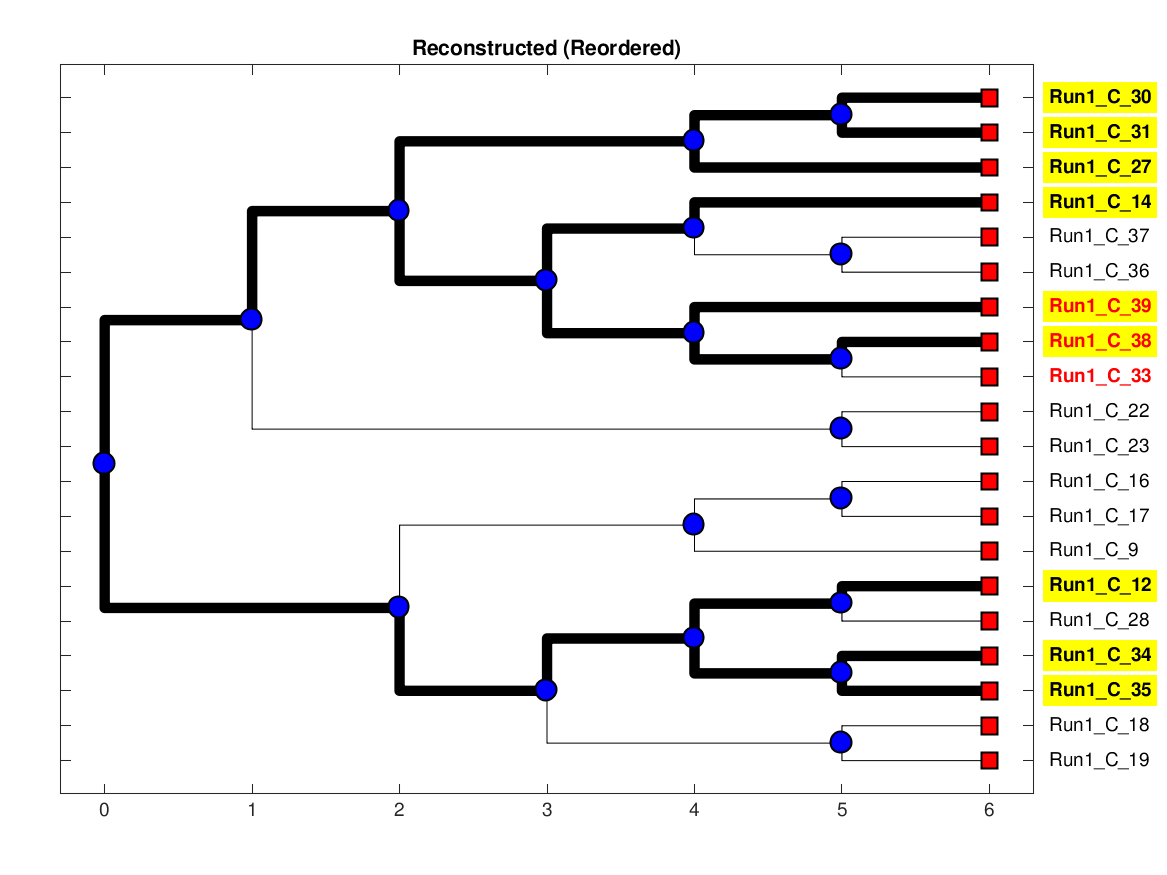 Reconstructed (Reordered)
Run1_C_30
Run1_C_31
Run1_C_27
Run1_C_14
Run1_C_37
Run1_C_36
Run1_C_39
Run1_C_38
Run1_C_33
Run1_C_22
Run1_C_23
Run1_C_16
Run1_C_17
Run1_C_9
Run1_C_12
Run1_C_28
Run1_C_34
Run1_C_35
Run1_C_18
Run1_C_19
0 1 2 3 4 5 6